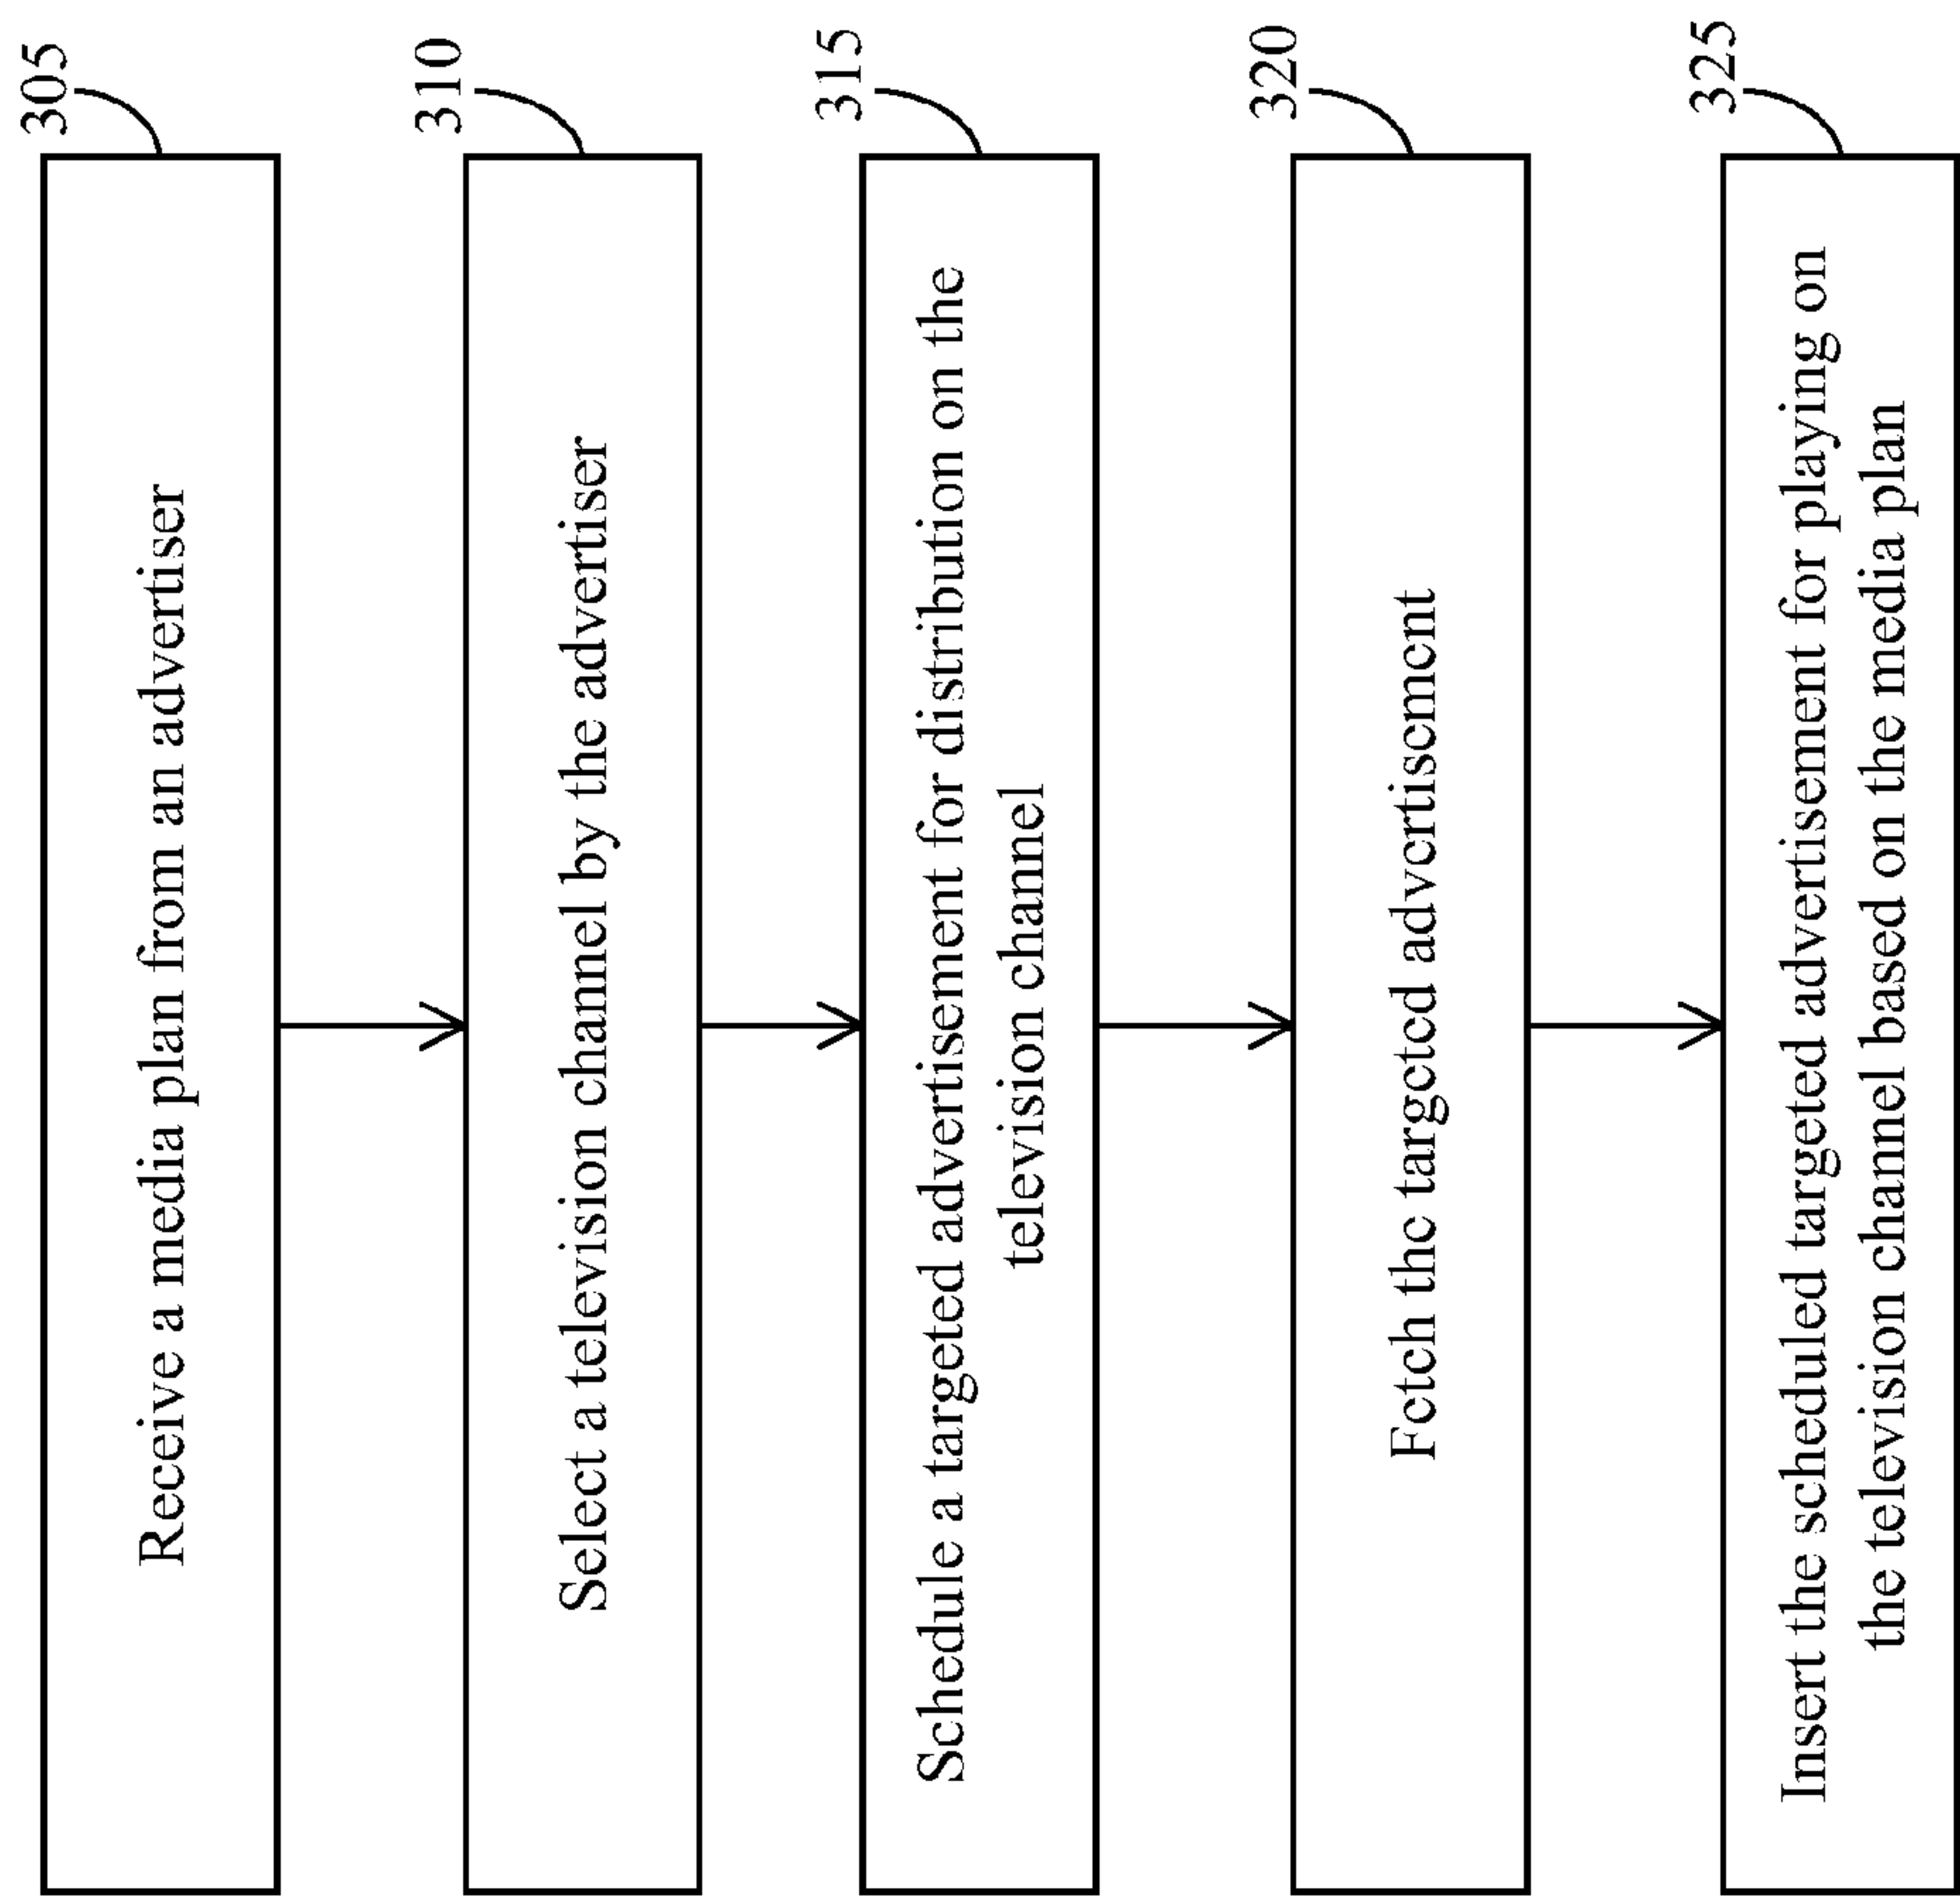 305
Receive a media plan from an advertiser
310
Select a television channel by the advertiser
315
Schedule a targeted advertisement for distribution on the
television channel
320
Fetch the targeted advertisement
325
Insert the scheduled targeted advertisement for playing on
the television channel based on the media plan